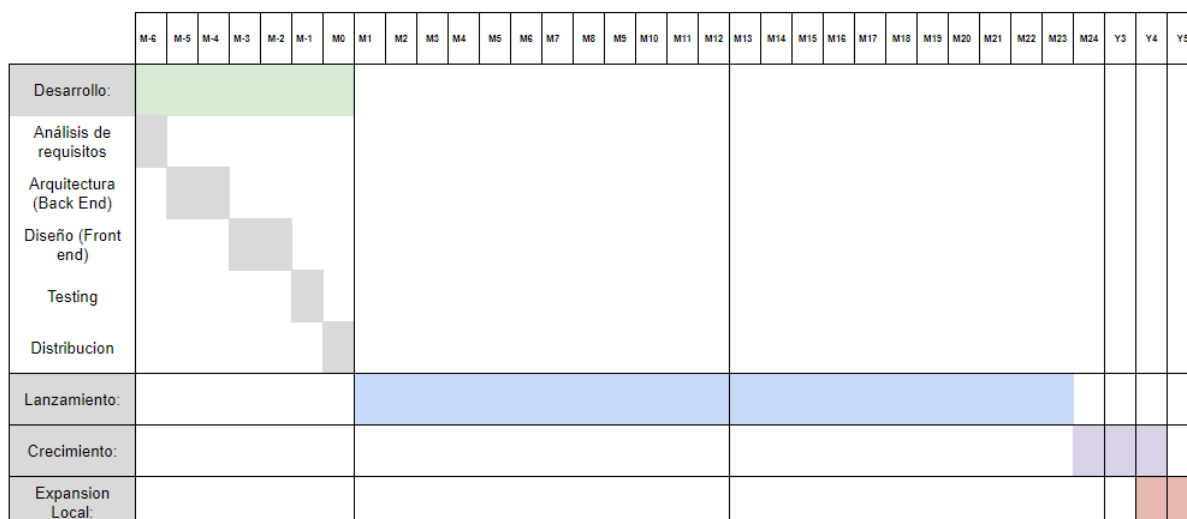 M-6 M-5 M-4 M-3 M-2 M-1 M0 M1 M2 M3 M4 M5 M6 M7 M8 M9 M10 M11 M12 M13 M14 M15 M16 M17 M18 M19 M20 M21 M22 M23 M24 Y3 Y4 Y5
Desarrollo:
Análisis de
requisitos
Arquitectura
(Back End)
Diseño (Front
end)
Testing
Distribucion
Lanzamiento:
Crecimiento:
Expansion
Local: